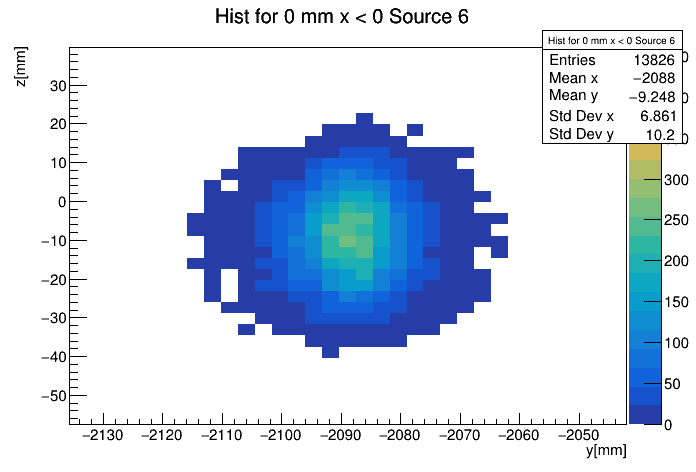 Hist for 0 mm x < 0 Source 6
z[mm]
Hist for 0 mm x < 0 Source 6
Entries 13826
Mean x −2088
Mean y −9.248
Std Dev x 6.861
Std Dev y 10.2
30
20
10
0
−10
−20
−30
−40
−50
300
250
200
150
100
50
0
−2130 −2120 −2110 −2100 −2090 −2080 −2070 −2060 −2050
y[mm]